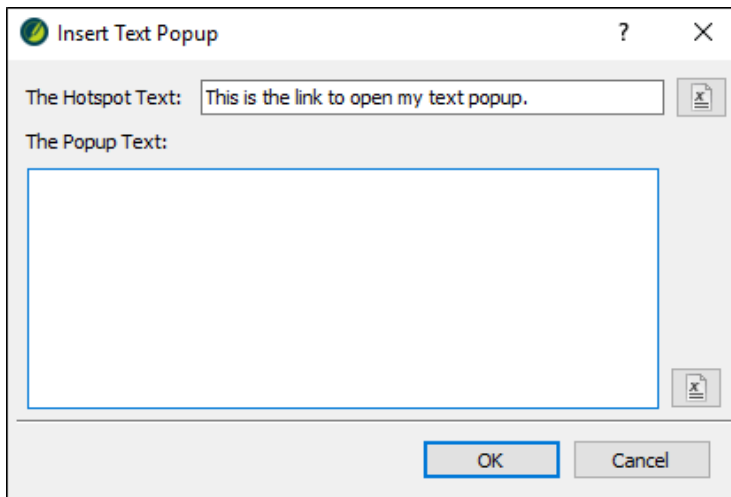 Insert Text Popup ?
The Hotspot Text: This is the link to open my text popup. x
The Popup Text:
x
OK Cancel